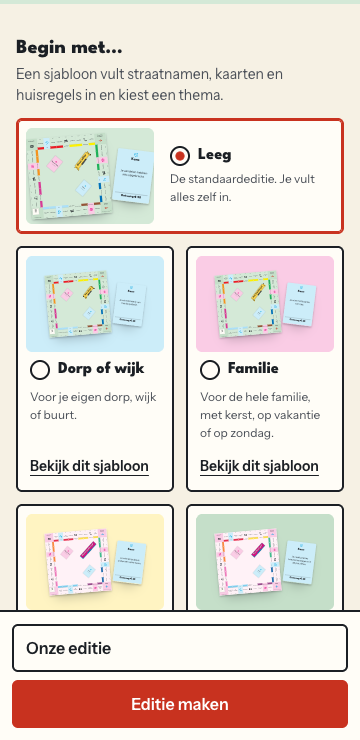 Begin met...
Een sjabloon vult straatnamen, kaarten en
huisregels in en kiest een thema.
Leeg
De standaardeditie. Je vult
alles zelf in.
Dorp of wijk
Voor je eigen dorp, wijk
of buurt.
Bekijk dit sjabloon
Familie
Voor de hele familie,
met kerst, op vakantie
of op zondag.
Bekijk dit sjabloon
Onze editie
Editie maken